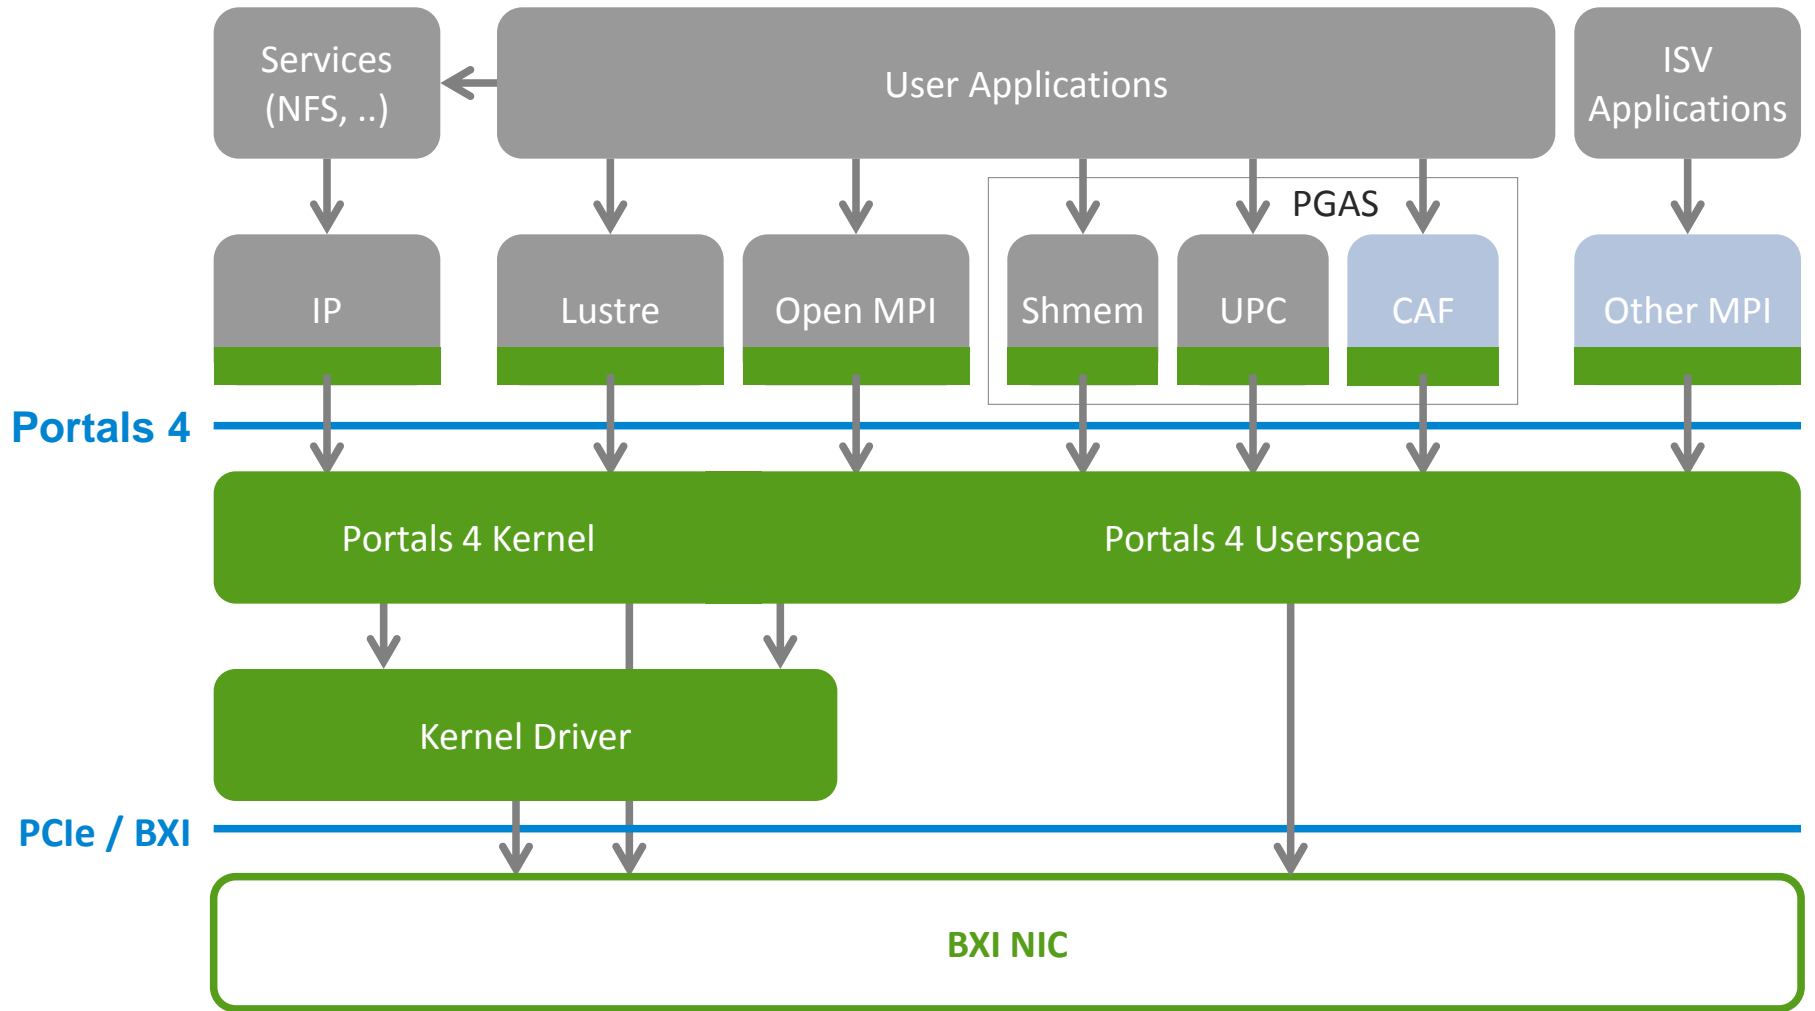 Services
(NFS, ..)
User Applications
ISV
Applications
PGAS
IP
Lustre
Open MPI
Shmem
UPC
CAF
Other MPI
Portals 4
Portals 4 Kernel
Portals 4 Userspace
Kernel Driver
PCIe / BXI
BXI NIC